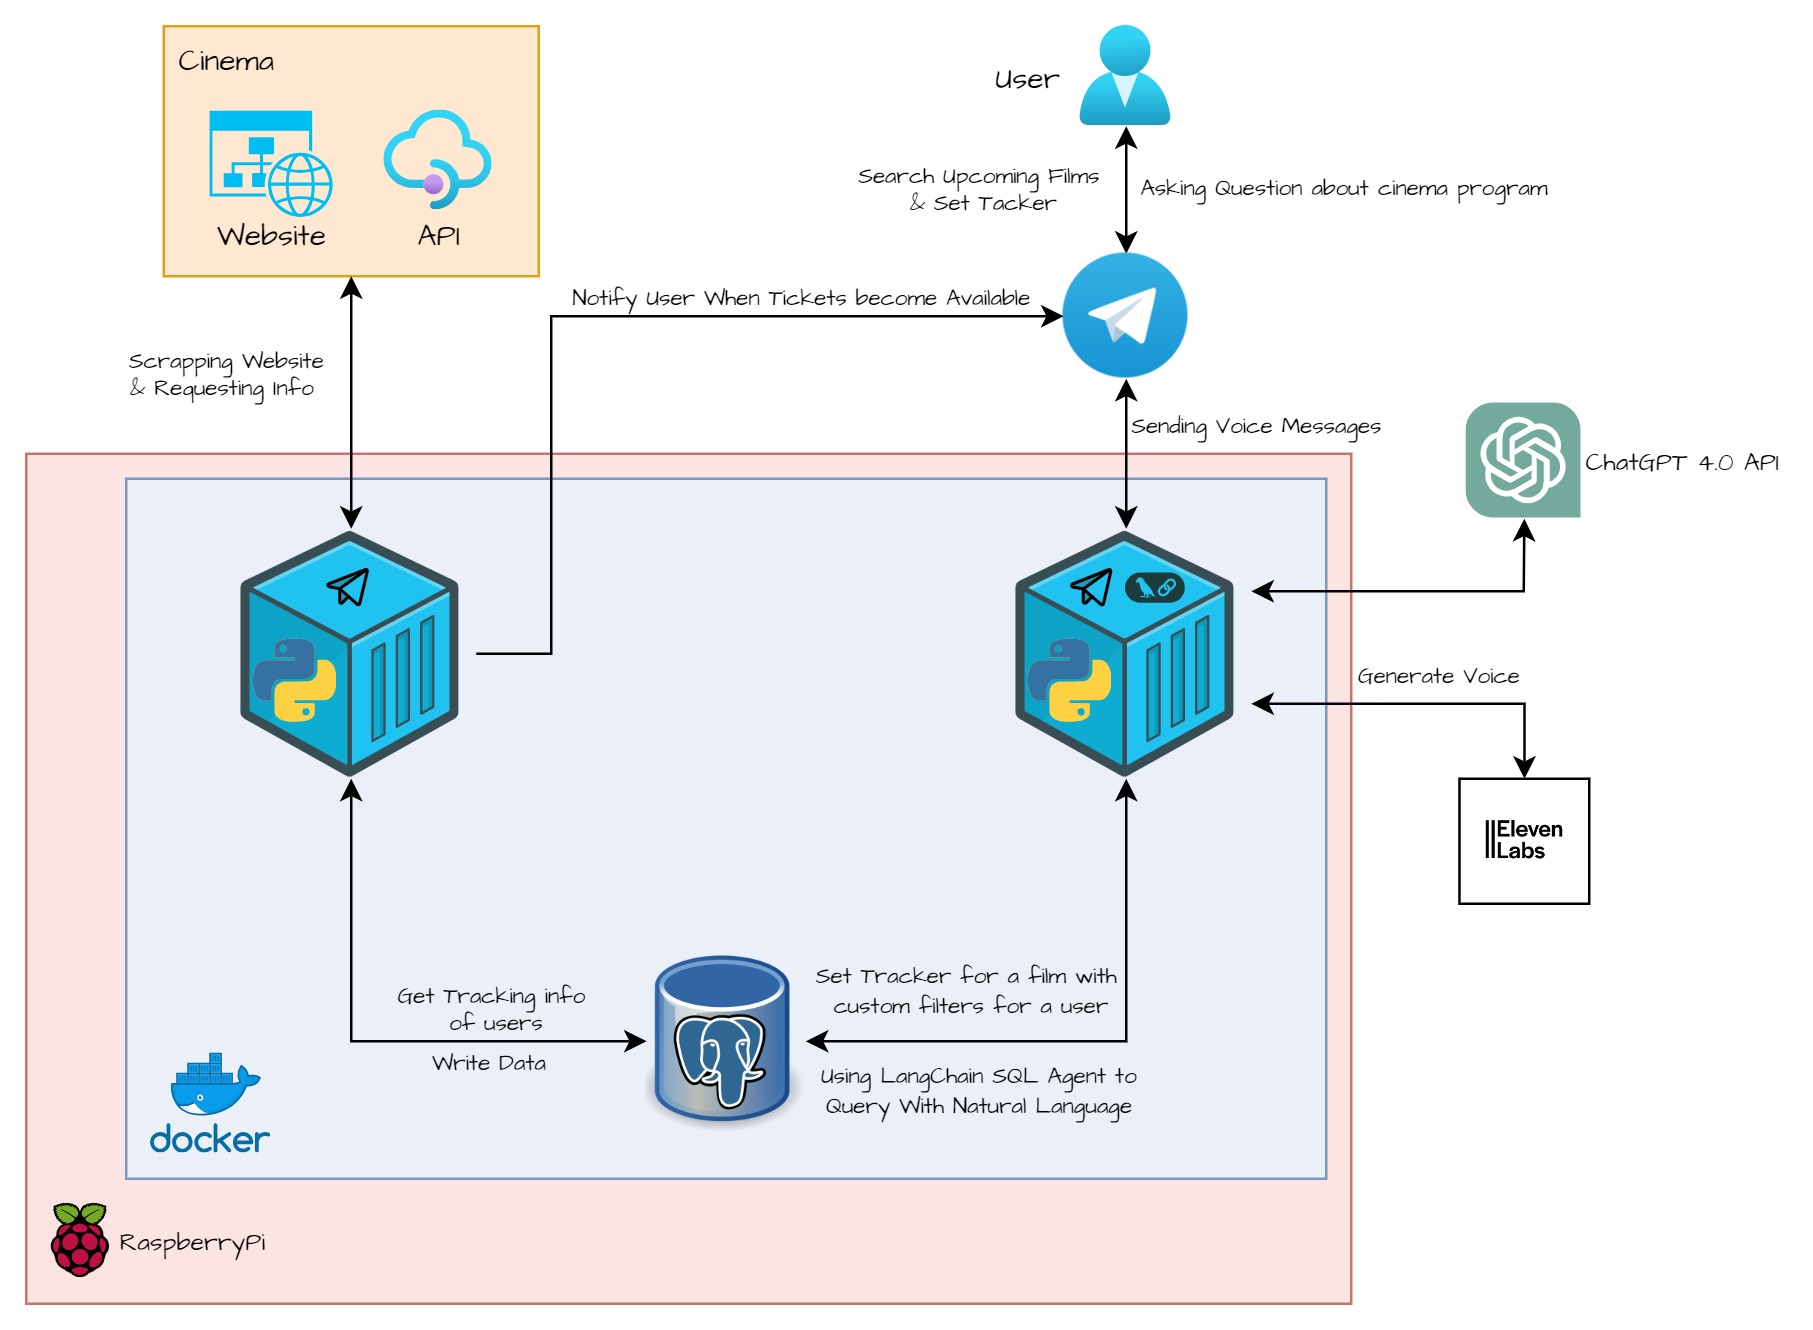 Cinema
Website
API
User
Search Upcoming Films
& Set Tacker
Asking Question about cinema program
Notify User When Tickets become Available
Scrapping Website
& Requesting Info
Sending Voice Messages
ChatGPT 4.0 API
Generate Voice
||Eleven
Labs
Get Tracking info
of users
Write Data
Set Tracker for a film with
custom filters for a user
Using LangChain SQL Agent to
Query With Natural Language
docker
RaspberryPi